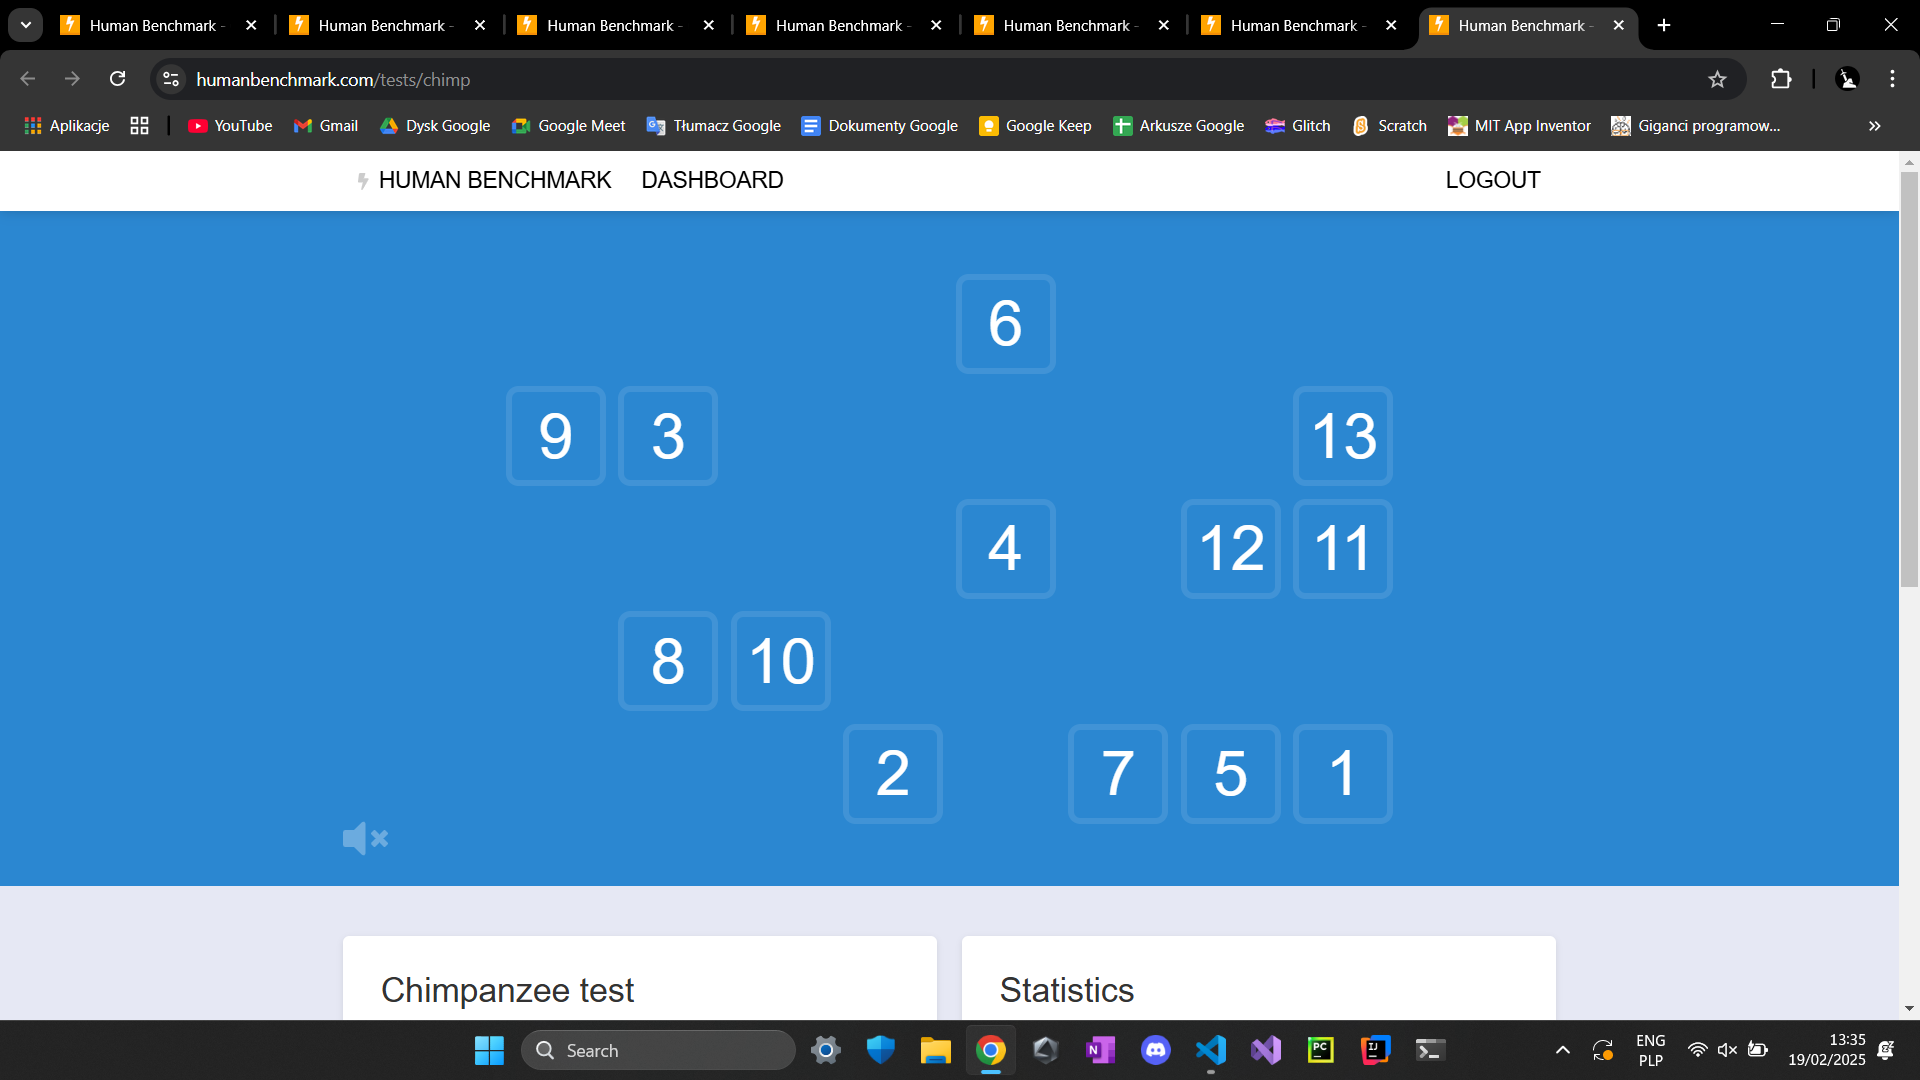 Human Benchmark - Human Benchmark - Human Benchmark - Human Benchmark - Human Benchmark - Human Benchmark - Human Benchmark -
humanbenchmark.com/tests/chimp
Aplikacje YouTube Gmail Dysk Google Google Meet Tłumacz Google Dokumenty Google Google Keep Arkusze Google Glitch Scratch MIT App Inventor Giganci programow...
HUMAN BENCHMARK DASHBOARD LOGOUT
6
9 3 13
4 12 11
8 10
2 7 5 1
Chimpanzee test Statistics
Search
ENG 13:35
PLP 19/02/2025